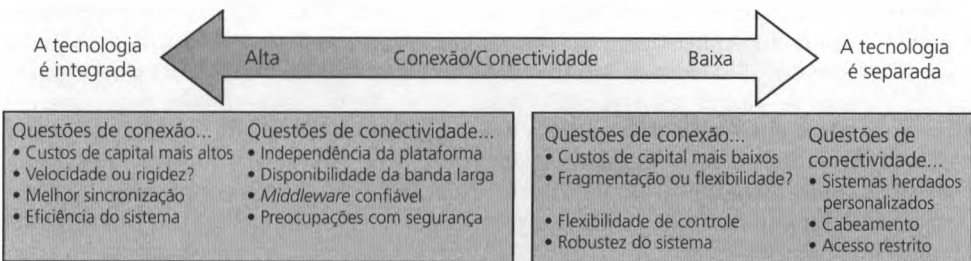 A tecnologia
é integrada
Alta
Conexão/Conectividade
Baixa
A tecnologia
é separada
Questões de conexão...
• Custos de capital mais altos
• Velocidade ou rigidez?
• Melhor sincronização
• Eficiência do sistema
Questões de conectividade...
• Independência da plataforma
• Disponibilidade da banda larga
• Middleware confiável
• Preocupações com segurança
Questões de conexão...
• Custos de capital mais baixos
• Fragmentação ou flexibilidade?
• Flexibilidade de controle
• Robustez do sistema
Questões de
conectividade...
• Sistemas herdados
personalizados
• Cabeamento
• Acesso restrito